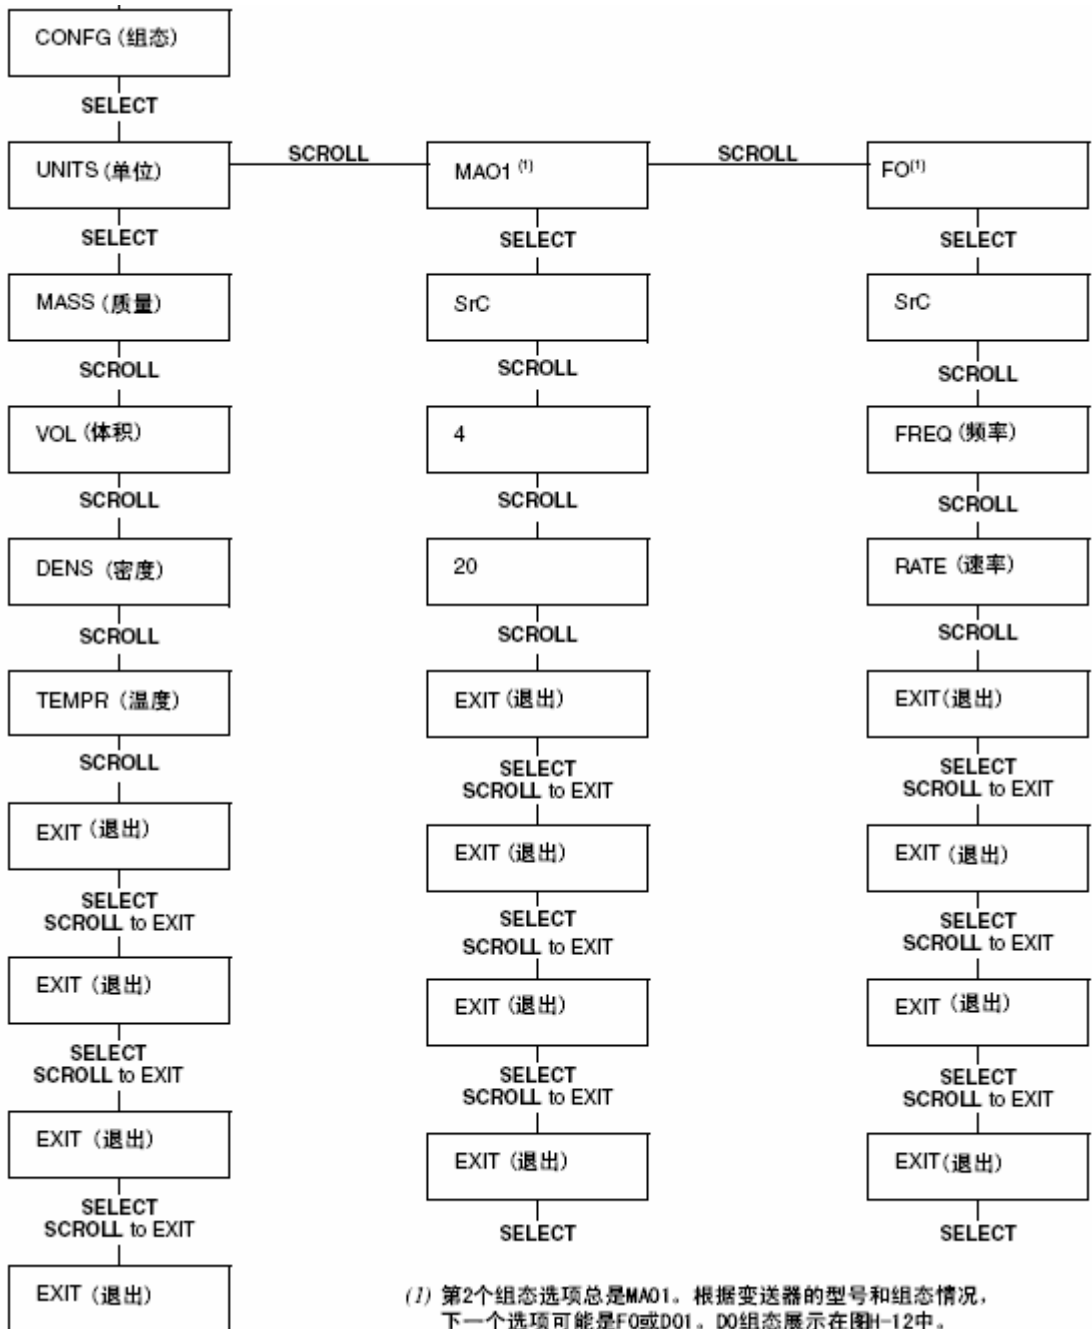 CONFG (组态)
SELECT
UNITS (单位)
SCROLL
MAO1 (1)
SCROLL
FO(1)
SELECT
SELECT
SELECT
MASS (质量)
SrC
SrC
SCROLL
SCROLL
SCROLL
VOL (体积)
4
FREQ (频率)
SCROLL
SCROLL
SCROLL
DENS (密度)
20
RATE (速率)
SCROLL
SCROLL
SCROLL
TEMPR (温度)
EXIT (退出)
EXIT (退出)
SCROLL
SELECT
SCROLL to EXIT
SELECT
SCROLL to EXIT
EXIT (退出)
EXIT (退出)
EXIT (退出)
SELECT
SCROLL to EXIT
SELECT
SCROLL to EXIT
SELECT
SCROLL to EXIT
EXIT (退出)
EXIT (退出)
EXIT (退出)
SELECT
SCROLL to EXIT
SELECT
SCROLL to EXIT
SELECT
SCROLL to EXIT
EXIT (退出)
EXIT (退出)
EXIT (退出)
SELECT
SCROLL to EXIT
SELECT
SELECT
EXIT (退出)
(1) 第2个组态选项总是MAO1。根据变送器的型号和组态情况，
下一个选项可能是FO或DO1。DO组态展示在图H-12中。